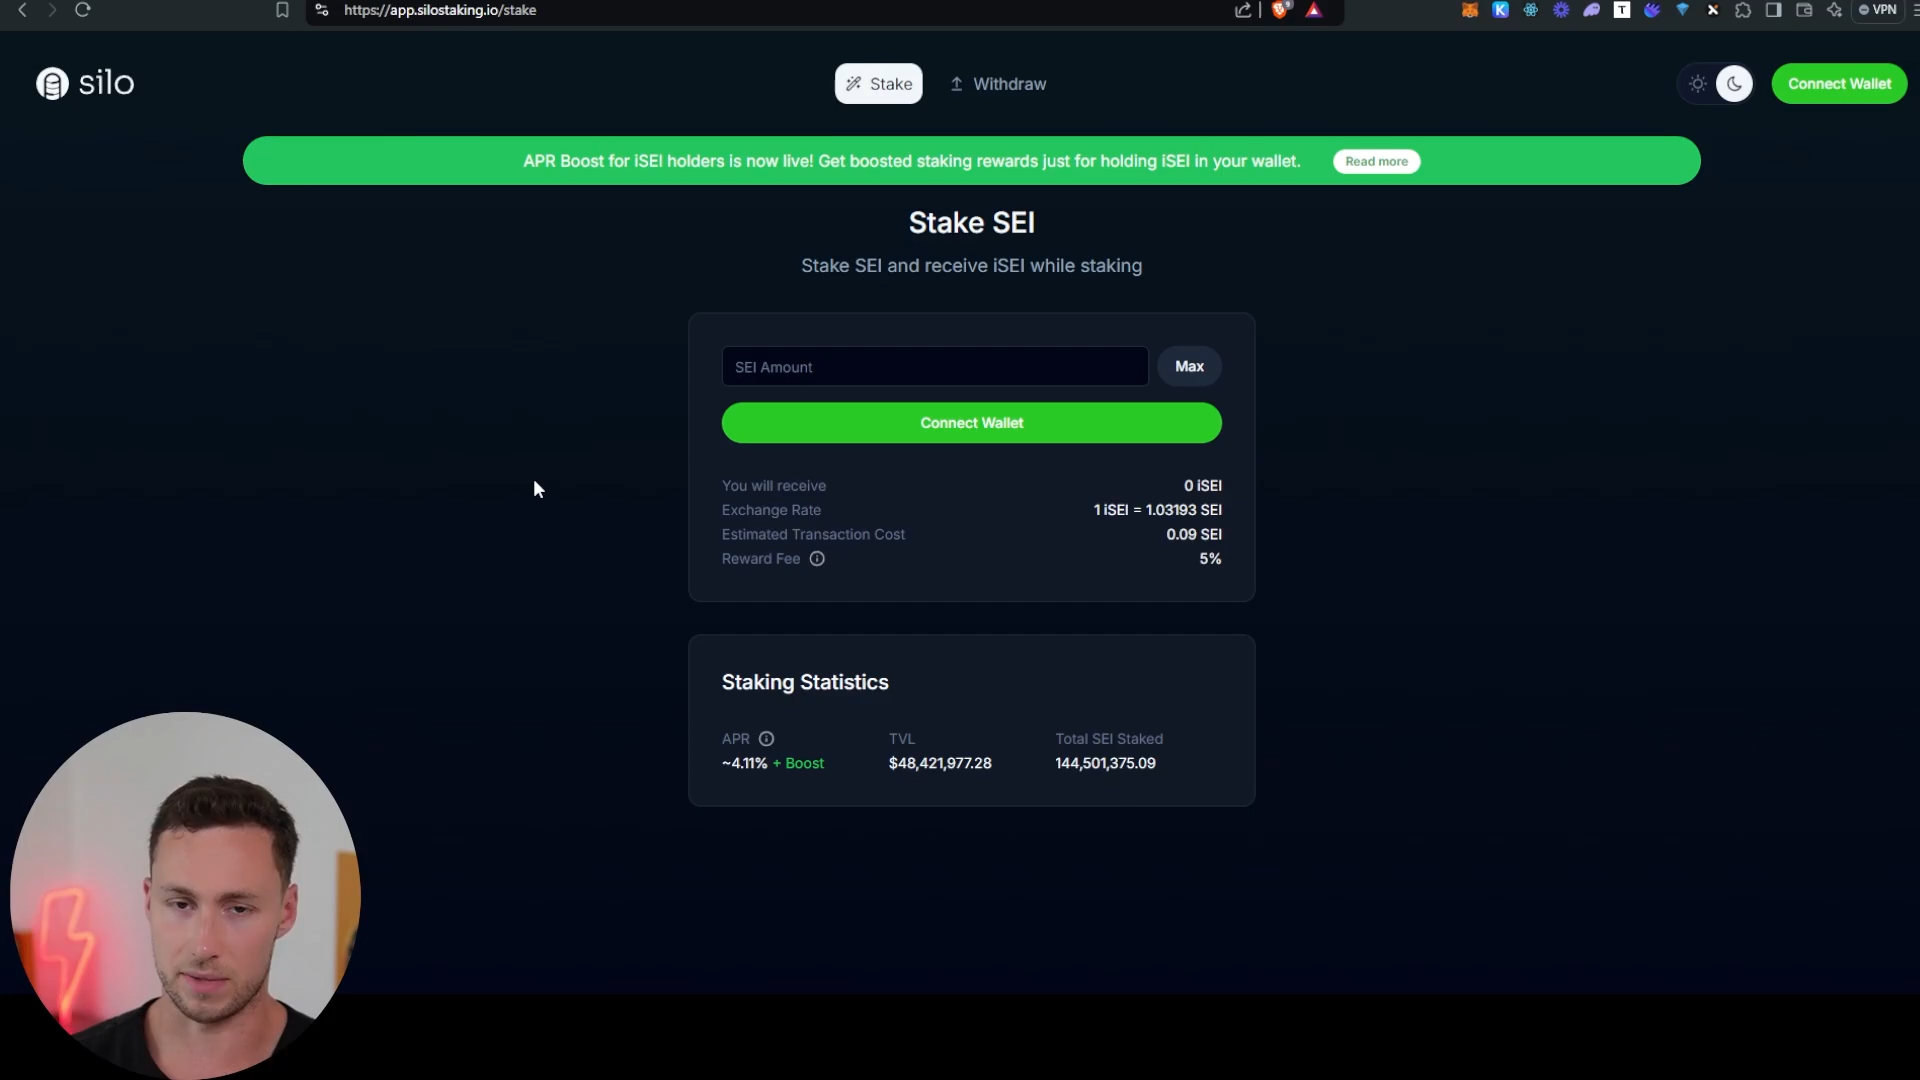 https://app.silostaking.io/stake
VPN
silo
Stake
Withdraw
Connect Wallet
APR Boost for iSEI holders is now live! Get boosted staking rewards just for holding iSEI in your wallet.
Read more
Stake SEI
Stake SEI and receive iSEI while staking
SEI Amount
Max
Connect Wallet
You will receive
0 iSEI
Exchange Rate
1 iSEI = 1.03193 SEI
Estimated Transaction Cost
0.09 SEI
Reward Fee
5%
Staking Statistics
APR
TVL
Total SEI Staked
~4.11% + Boost
$48,421,977.28
144,501,375.09